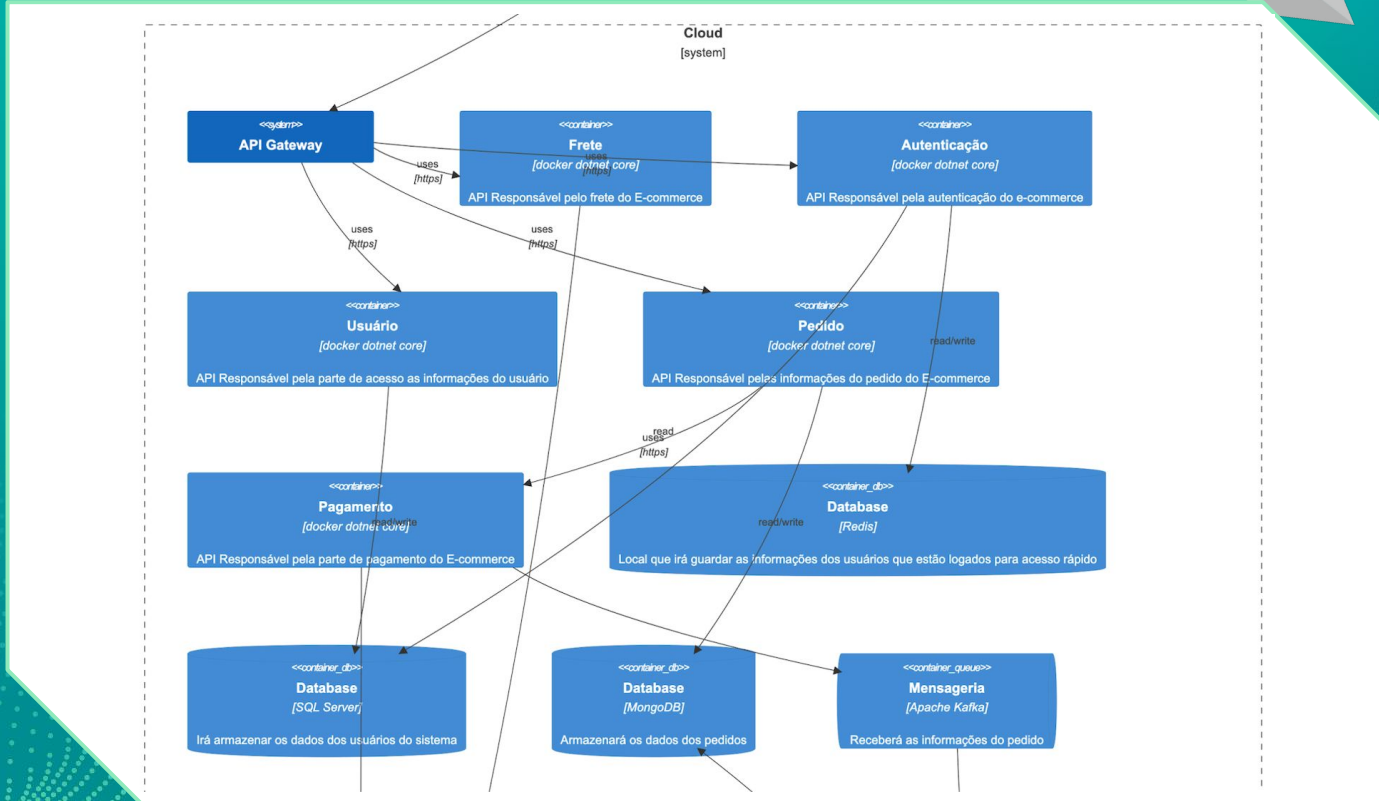 Cloud
[system]
<<system>>
API Gateway
<<container>>
Frete
[docker dotnet core]
API Responsável pelo frete do E-commerce
<<container>>
Autenticação
[docker dotnet core]
API Responsável pela autenticação do e-commerce
uses
[https]
uses
[https]
uses
[https]
uses
[https]
<<container>>
Usuário
[docker dotnet core]
API Responsável pela parte de acesso as informações do usuário
<<container>>
Pedido
[docker dotnet core]
API Responsável pelas informações do pedido do E-commerce
read/write
read
uses
[https]
<<container>>
Pagamento
[docker dotnet core]
API Responsável pela parte de pagamento do E-commerce
read/write
<<container_db>>
Database
[Redis]
Local que irá guardar as informações dos usuários que estão logados para acesso rápido
read/write
<<container_db>>
Database
[SQL Server]
Irá armazenar os dados dos usuários do sistema
<<container_db>>
Database
[MongoDB]
Armazenará os dados dos pedidos
<<container_queue>>
Mensageria
[Apache Kafka]
Receberá as informações do pedido